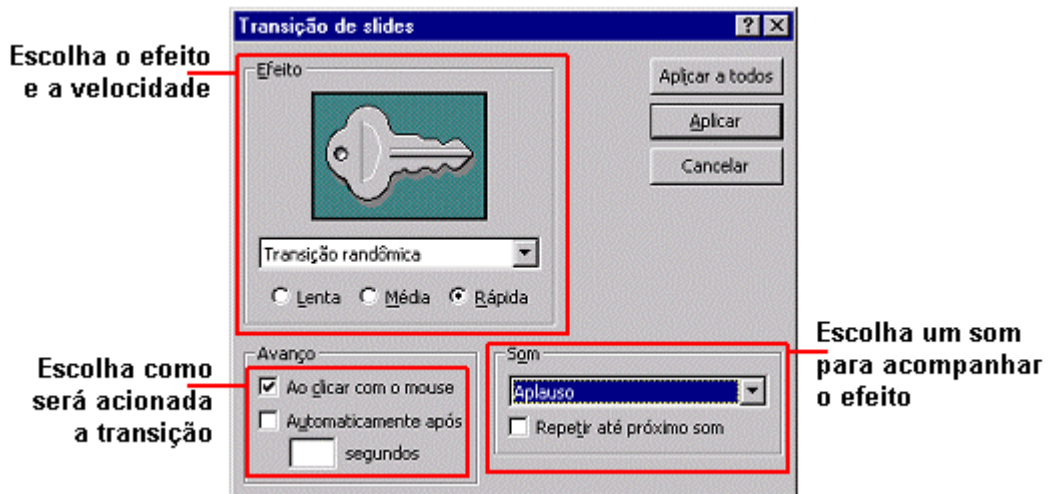 Transição de slides
Escolha o efeito
e a velocidade
Efeito
Aplicar a todos
Aplicar
Cancelar
Transição randômica
Lenta Média Rápida
Escolha como
será acionada
a transição
Avanço
Ao clicar com o mouse
Automaticamente após
segundos
Som
Aplauso
Repetir até próximo som
Escolha um som
para acompanhar
o efeito